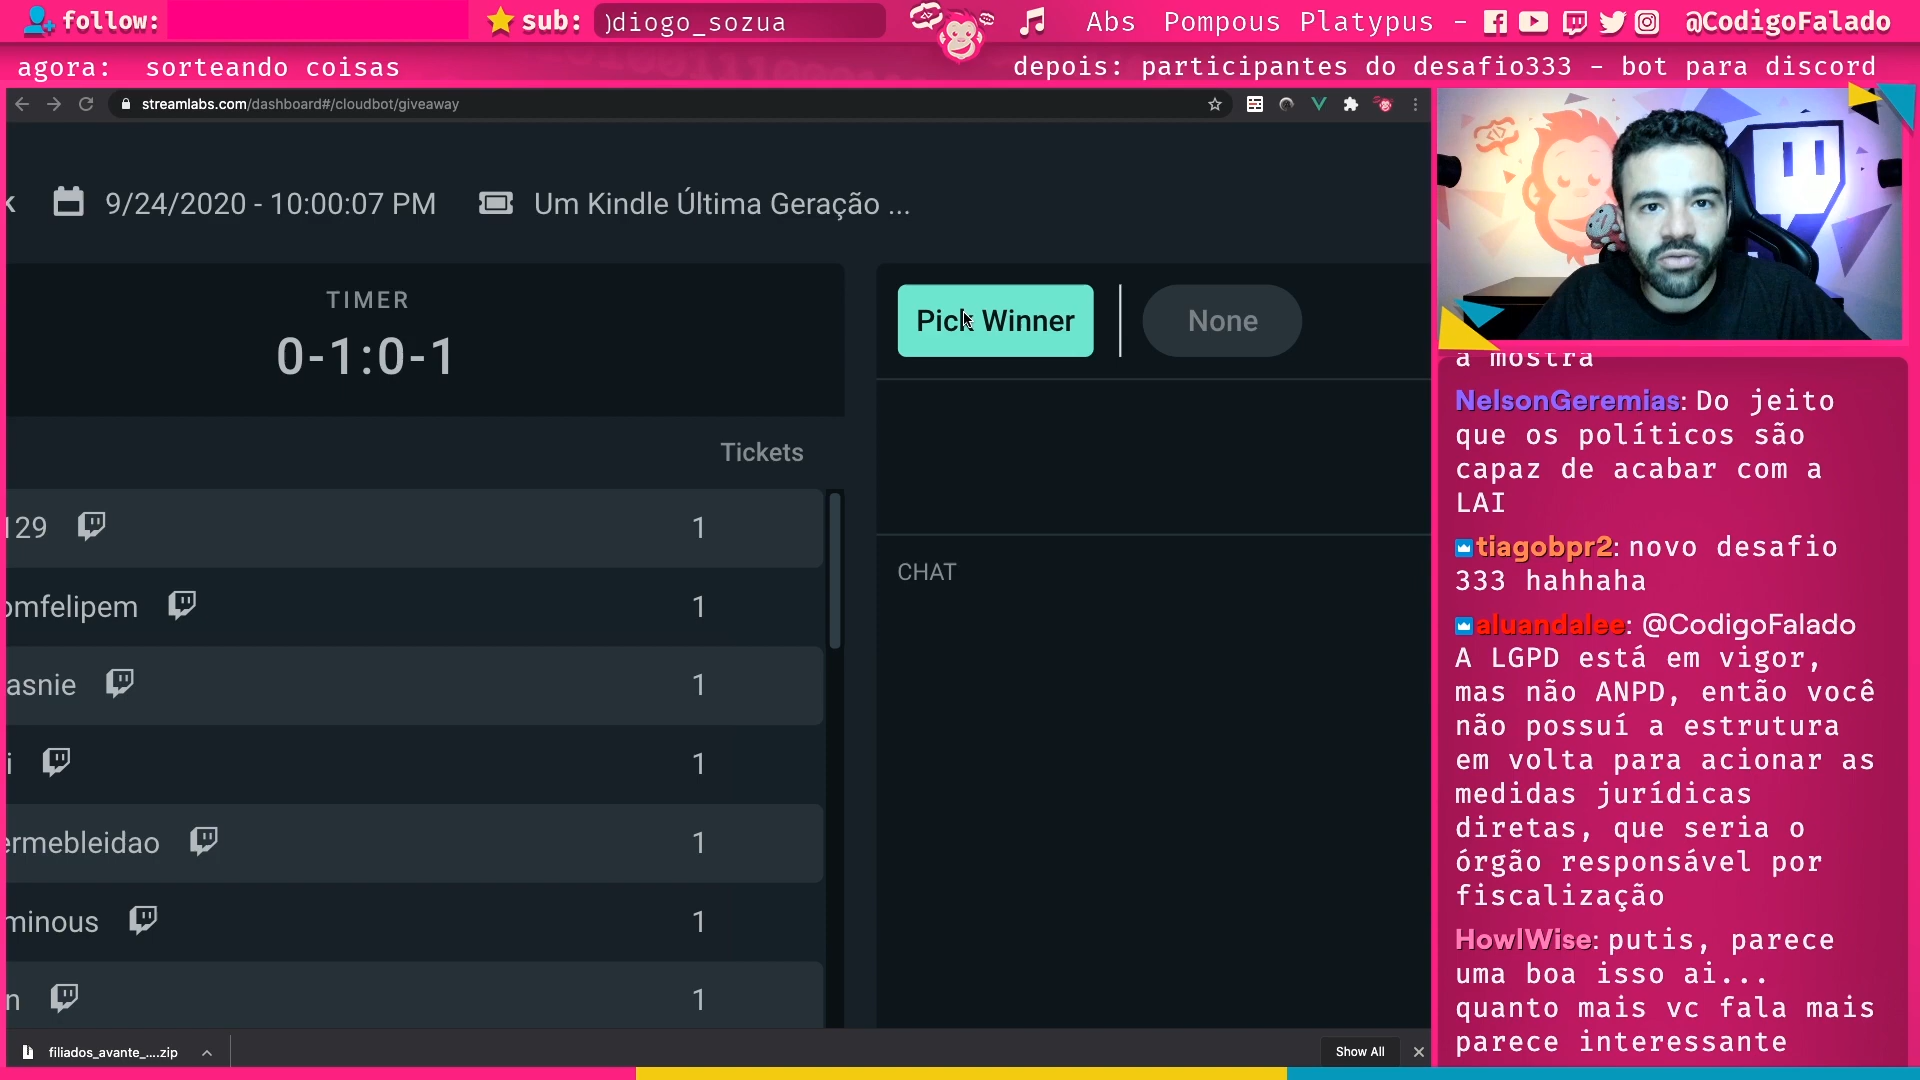 follow:
sub: diogo_sozua
Abs Pompous Platypus - @CodigoFalado
agora: sorteando coisas
depois: participantes do desafio333 - bot para discord
streamlabs.com/dashboard#/cloudbot/giveaway
9/24/2020 - 10:00:07 PM
Um Kindle Última Geração ...
TIMER
0-1:0-1
Pick Winner
None
Tickets
129 1
omfelipem 1
asnie 1
i 1
ermebleidao 1
minous 1
n 1
CHAT
a mostra
NelsonGeremias: Do jeito
que os políticos são
capaz de acabar com a
LAI
tiagobpr2: novo desafio
333 hahhaha
aluandalee: @CodigoFalado
A LGPD está em vigor,
mas não ANPD, então você
não possuí a estrutura
em volta para acionar as
medidas jurídicas
diretas, que seria o
órgão responsável por
fiscalização
HowlWise: putis, parece
uma boa isso ai...
quanto mais vc fala mais
parece interessante
filiados_avante_....zip
Show All